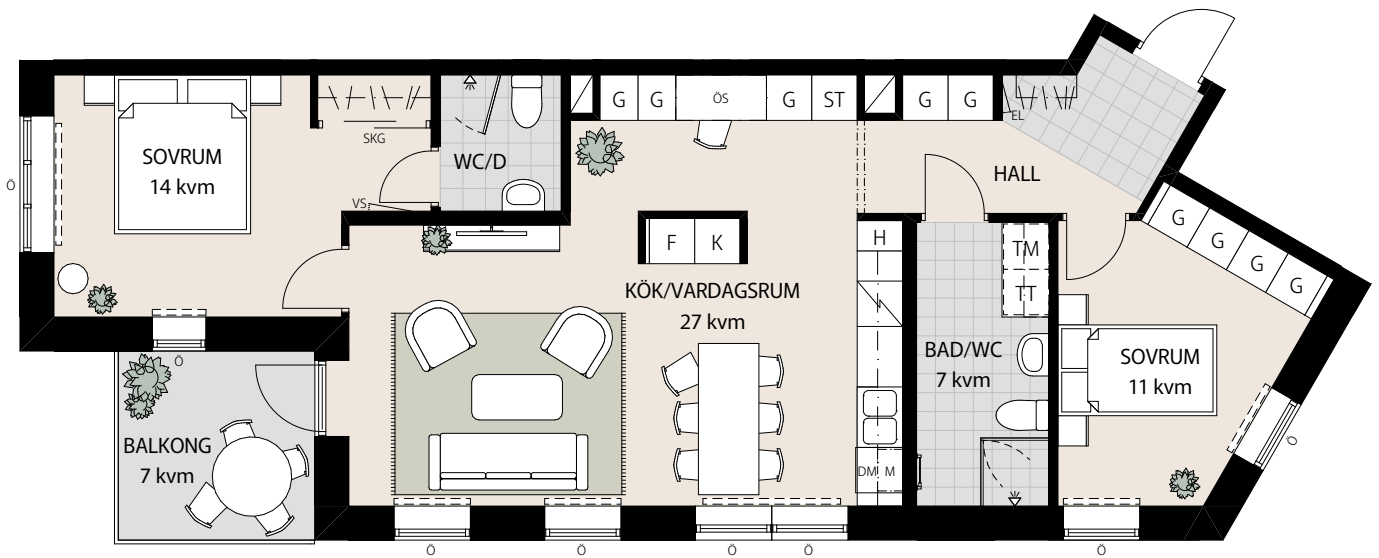 G
G
ÖS
G
ST
G
G
EL
SKG
SOVRUM
14 kvm
WC/D
HALL
Ö
VS
G
G
G
G
F
K
H
TM
TT
KÖK/VARDAGSRUM
27 kvm
BAD/WC
7 kvm
SOVRUM
11 kvm
Ö
BALKONG
7 kvm
DM
M
Ö
Ö
Ö
Ö
Ö
Ö